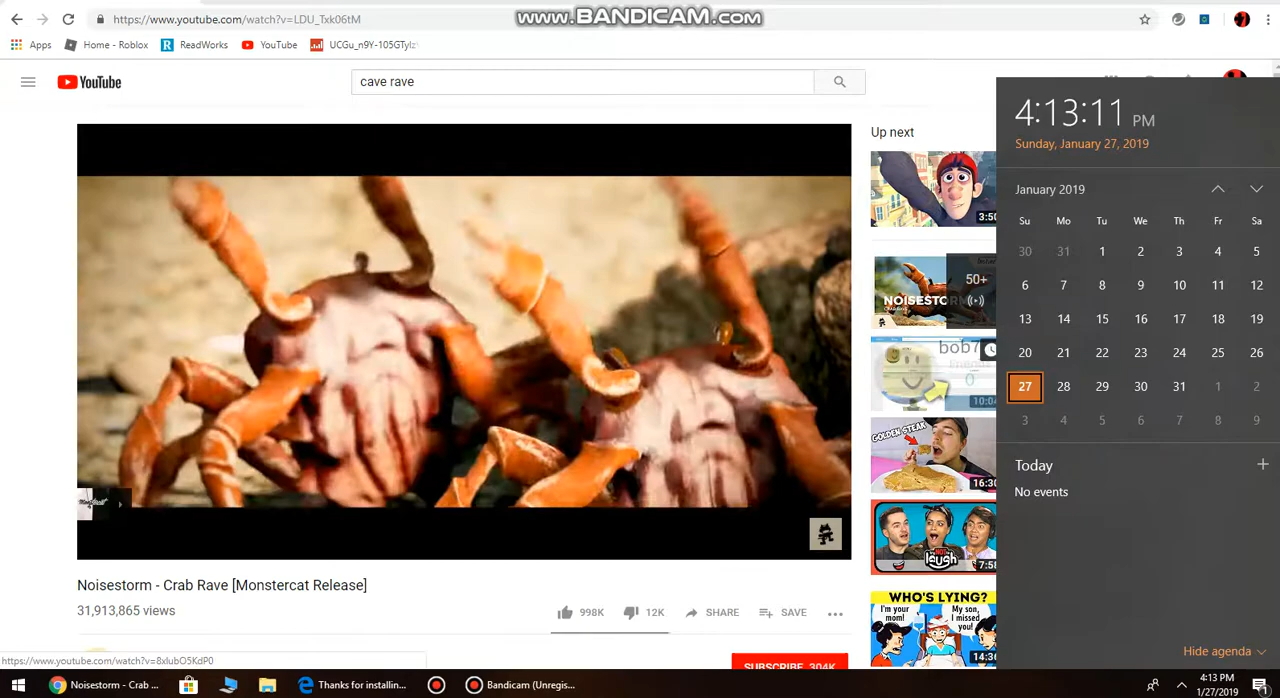 https://www.youtube.com/watch?v=LDU_Txk06tM
www.BANDICAM.com
Apps
Home - Roblox
R ReadWorks
YouTube
UCGu_n9Y-105GTylz
YouTube
cave rave
Up next
3:50
50+
NOISESTORM
bob7
0
10:04
GOLDEN STEAK
16:30
laugh
7:58
WHO'S LYING?
I'm your mom!
My son, I missed you!
14:36
Noisestorm - Crab Rave [Monstercat Release]
31,913,865 views
998K
12K
SHARE
SAVE
SUBSCRIBE 304K
https://www.youtube.com/watch?v=8xlubO5KdP0
4:13:11 PM
Sunday, January 27, 2019
January 2019
Su Mo Tu We Th Fr Sa
30 31 1 2 3 4 5
6 7 8 9 10 11 12
13 14 15 16 17 18 19
20 21 22 23 24 25 26
27 28 29 30 31 1 2
3 4 5 6 7 8 9
Today
No events
Hide agenda
Noisestorm - Crab ...
Thanks for installin...
Bandicam (Unregis...
4:13 PM
1/27/2019
1